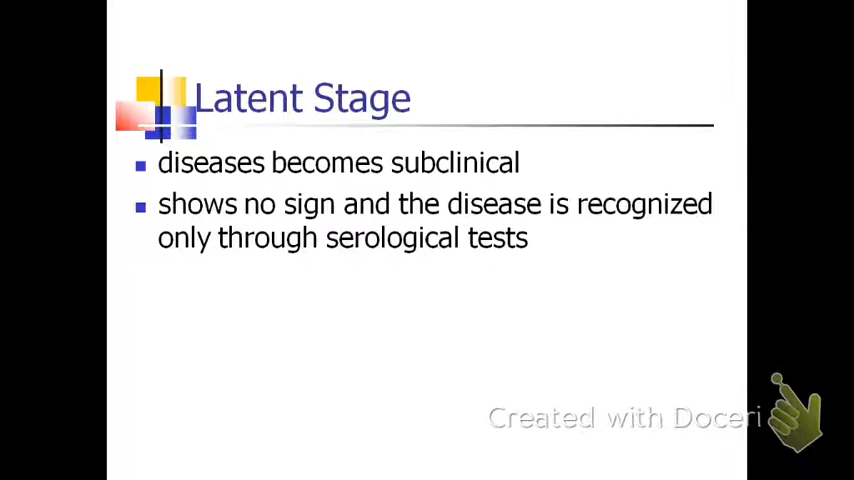 Latent Stage
diseases becomes subclinical
shows no sign and the disease is recognized
only through serological tests
Created with Doceri